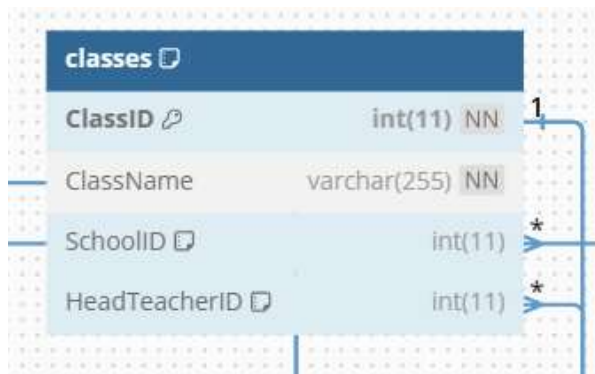 classes
ClassID int(11) NN 1
ClassName varchar(255) NN
SchoolID int(11) *
HeadTeacherID int(11) *